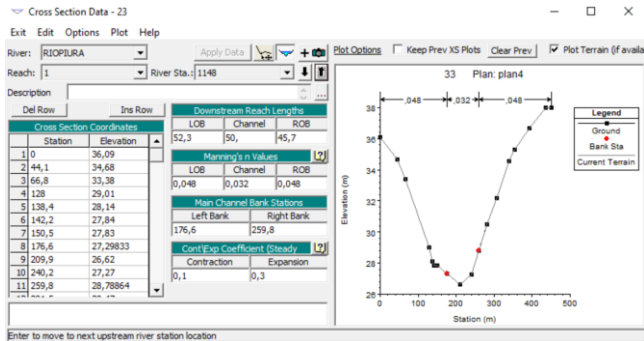 Cross Section Data - 23
Exit Edit Options Plot Help
River: RIOPIURA Apply Data
Reach: 1 River Sta.: 1148
Description ...
Del Row Ins Row
Cross Section Coordinates
Station Elevation
1 0 36,09
2 44,1 34,68
3 66,8 33,38
4 128 29,01
5 138,4 28,14
6 142,2 27,84
7 150,5 27,83
8 176,6 27,29833
9 209,9 26,62
10 240,2 27,27
11 259,8 28,78864
Downstream Reach Lengths
LOB Channel ROB
52,3 50, 45,7
Manning's n Values [?]
LOB Channel ROB
0,048 0,032 0,048
Main Channel Bank Stations
Left Bank Right Bank
176,6 259,8
Cont\Exp Coefficient (Steady [?]
Contraction Expansion
0,1 0,3
Enter to move to next upstream river station location
Plot Options Keep Prev XS Plots Clear Prev Plot Terrain (if availa
33 Plan: plan4
,048 ,032 ,048
Legend
Ground
Bank Sta
Current Terrain
Elevation (m)
38
36
34
32
30
28
26
0 100 200 300 400 500
Station (m)